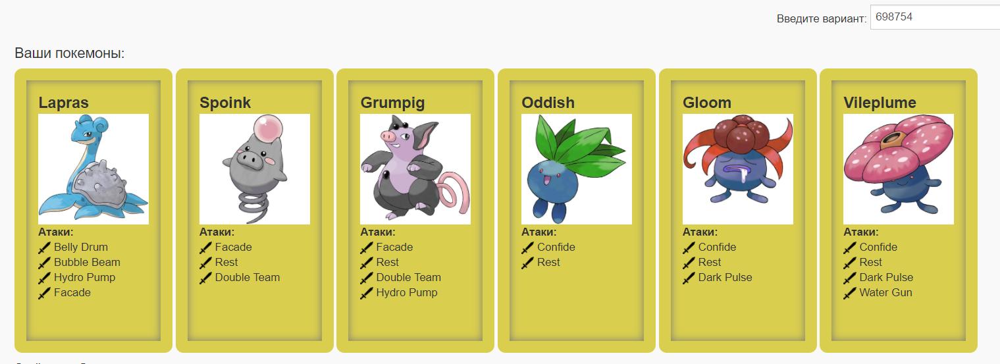 Введите вариант: 698754
Ваши покемоны:
Lapras
Атаки:
Belly Drum
Bubble Beam
Hydro Pump
Facade
Spoink
Атаки:
Facade
Rest
Double Team
Grumpig
Атаки:
Facade
Rest
Double Team
Hydro Pump
Oddish
Атаки:
Confide
Rest
Gloom
Атаки:
Confide
Rest
Dark Pulse
Vileplume
Атаки:
Confide
Rest
Dark Pulse
Water Gun